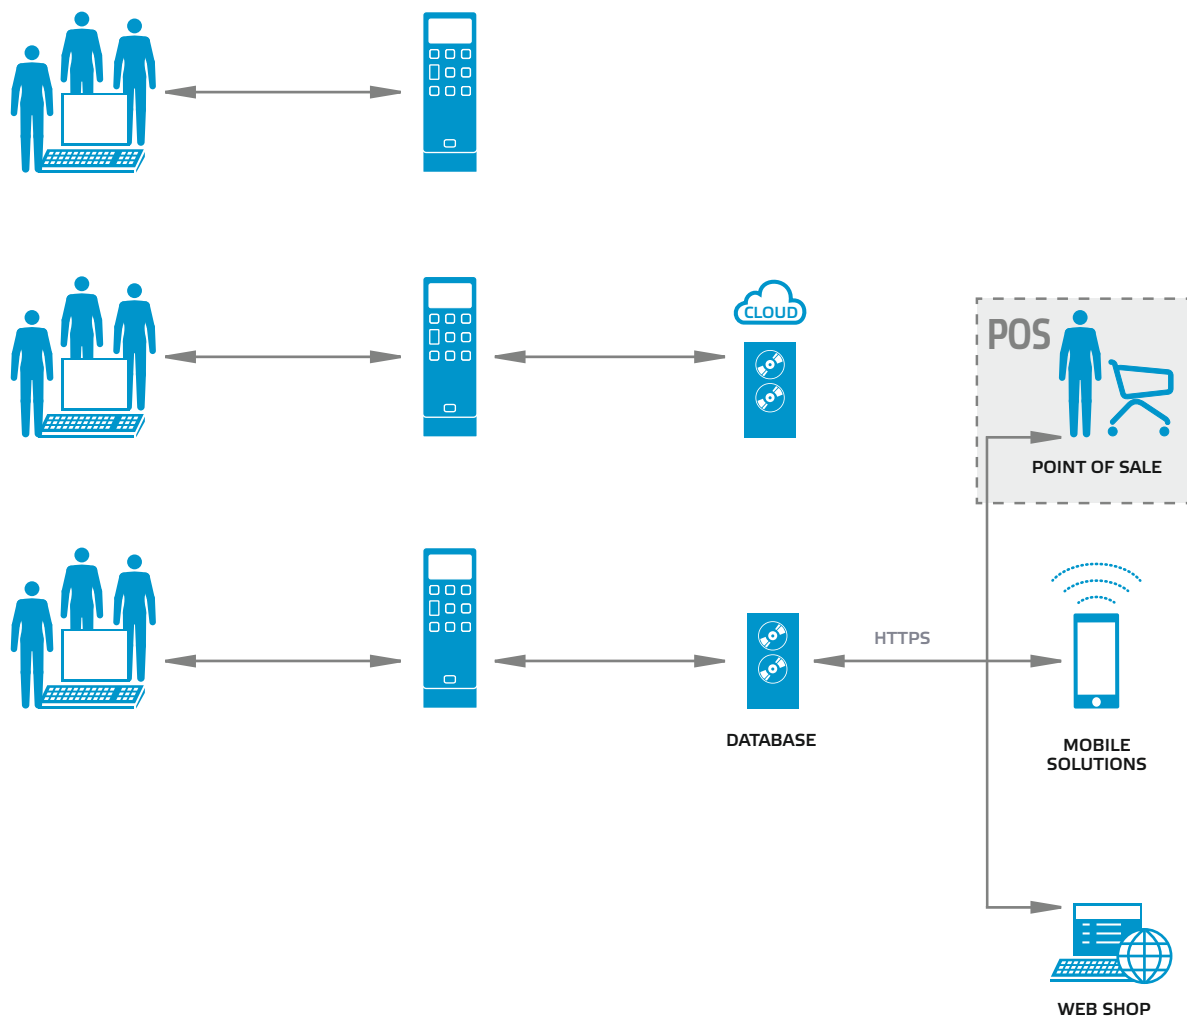 CLOUD
POS
POINT OF SALE
HTTPS
DATABASE
MOBILE
SOLUTIONS
WEB SHOP